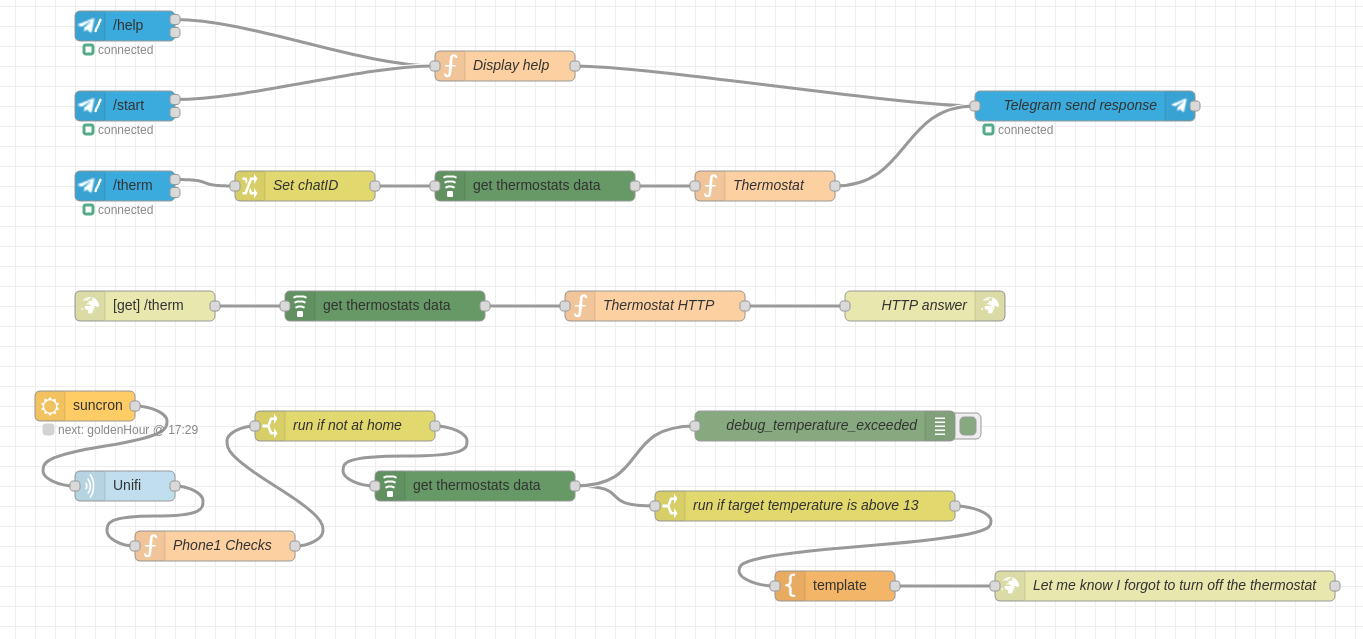 /help
connected
Display help
/start
connected
Telegram send response
connected
/therm
connected
Set chatID
get thermostats data
Thermostat
[get] /therm
get thermostats data
Thermostat HTTP
HTTP answer
suncron
next: goldenHour @ 17:29
run if not at home
debug_temperature_exceeded
Unifi
get thermostats data
run if target temperature is above 13
Phone1 Checks
template
Let me know I forgot to turn off the thermostat